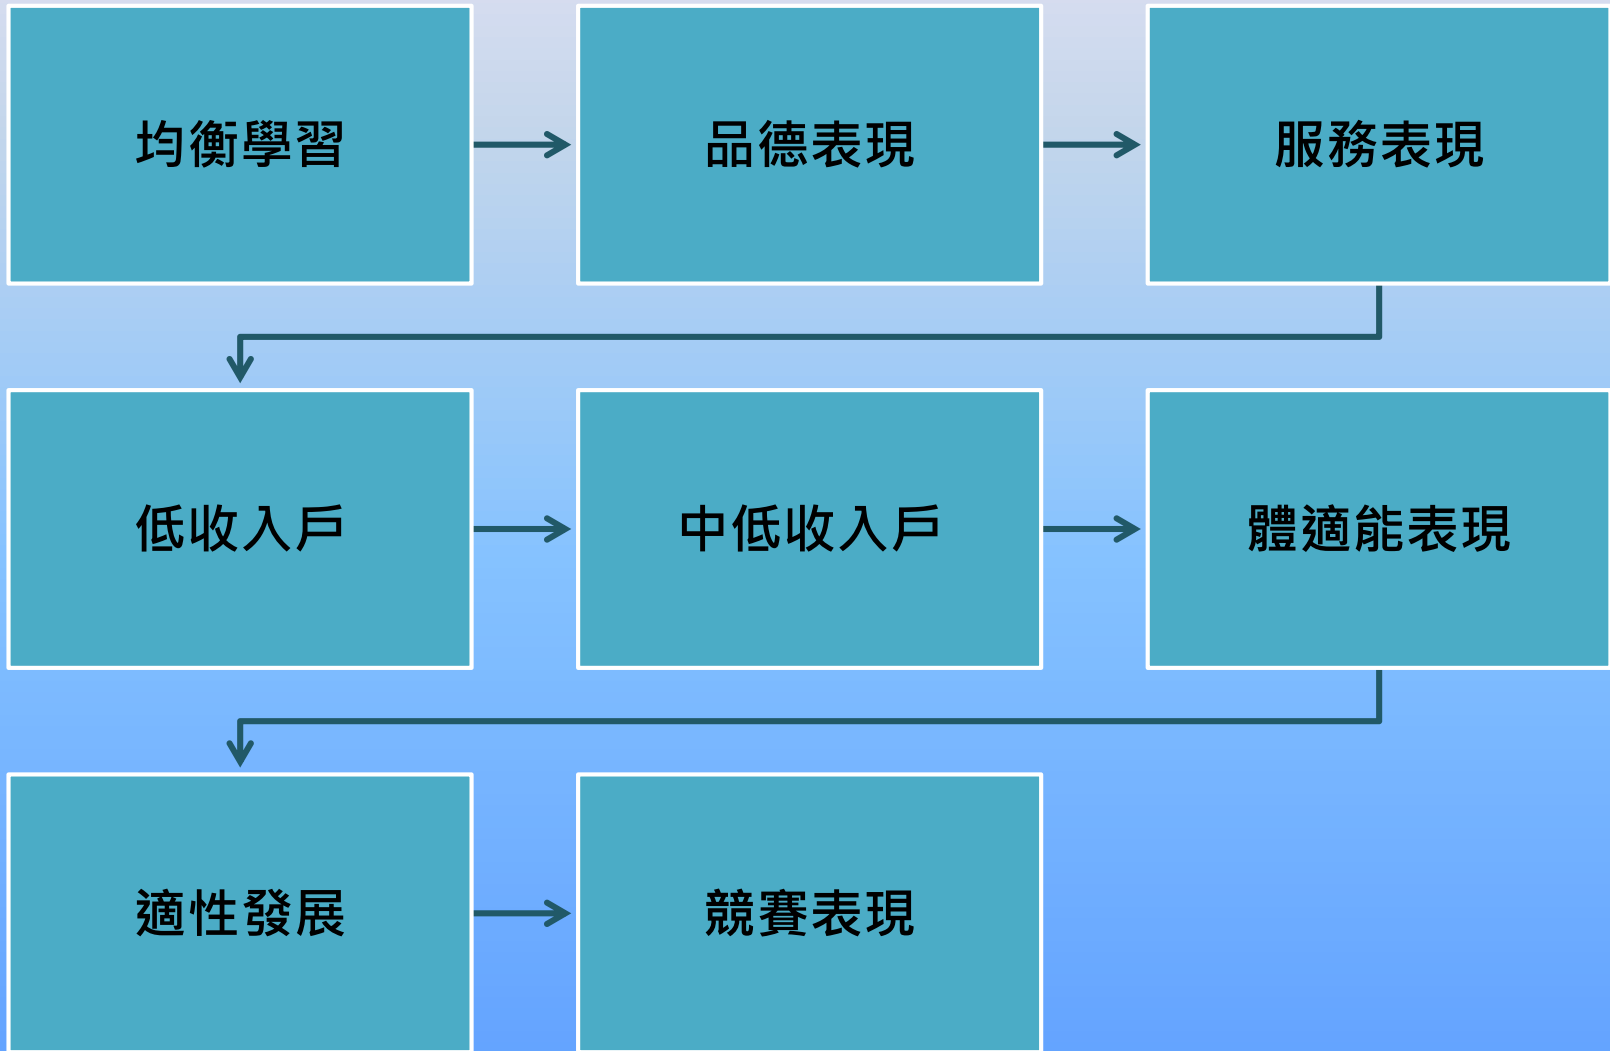 均衡學習
品德表現
服務表現
低收入戶
中低收入戶
體適能表現
適性發展
競賽表現